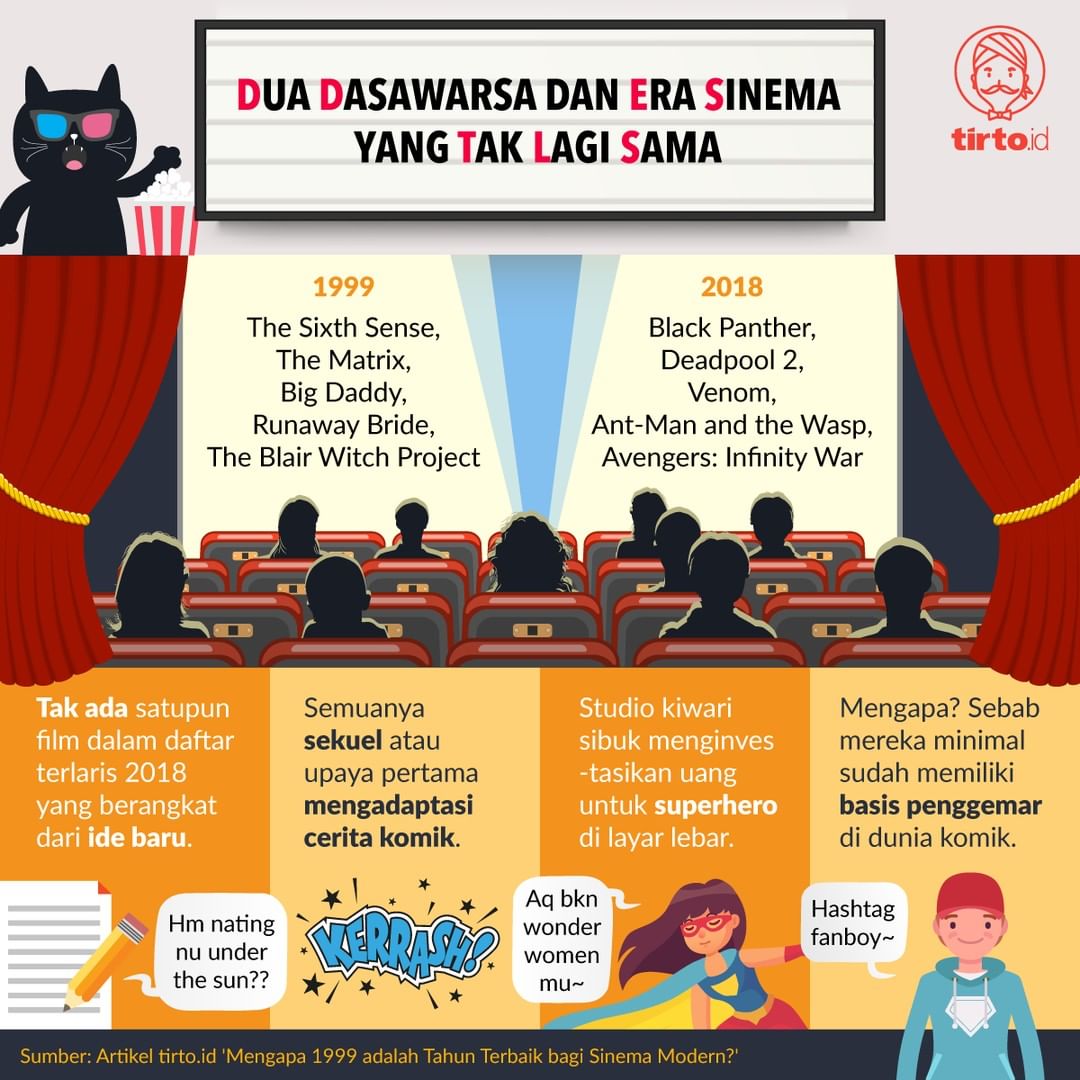 DUA DASAWARSA DAN ERA SINEMA
YANG TAK LAGI SAMA
tirto.id
1999
The Sixth Sense,
The Matrix,
Big Daddy,
Runaway Bride,
The Blair Witch Project
2018
Black Panther,
Deadpool 2,
Venom,
Ant-Man and the Wasp,
Avengers: Infinity War
Tak ada satupun
film dalam daftar
terlaris 2018
yang berangkat
dari ide baru.
Semuanya
sekuel atau
upaya pertama
mengadaptasi
cerita komik.
Studio kiwari
sibuk menginves
-tasikan uang
untuk superhero
di layar lebar.
Mengapa? Sebab
mereka minimal
sudah memiliki
basis penggemar
di dunia komik.
Hm nating
nu under
the sun??
KERRASH!
Aq bkn
wonder
women
mu~
Hashtag
fanboy~
Sumber: Artikel tirto.id 'Mengapa 1999 adalah Tahun Terbaik bagi Sinema Modern?'